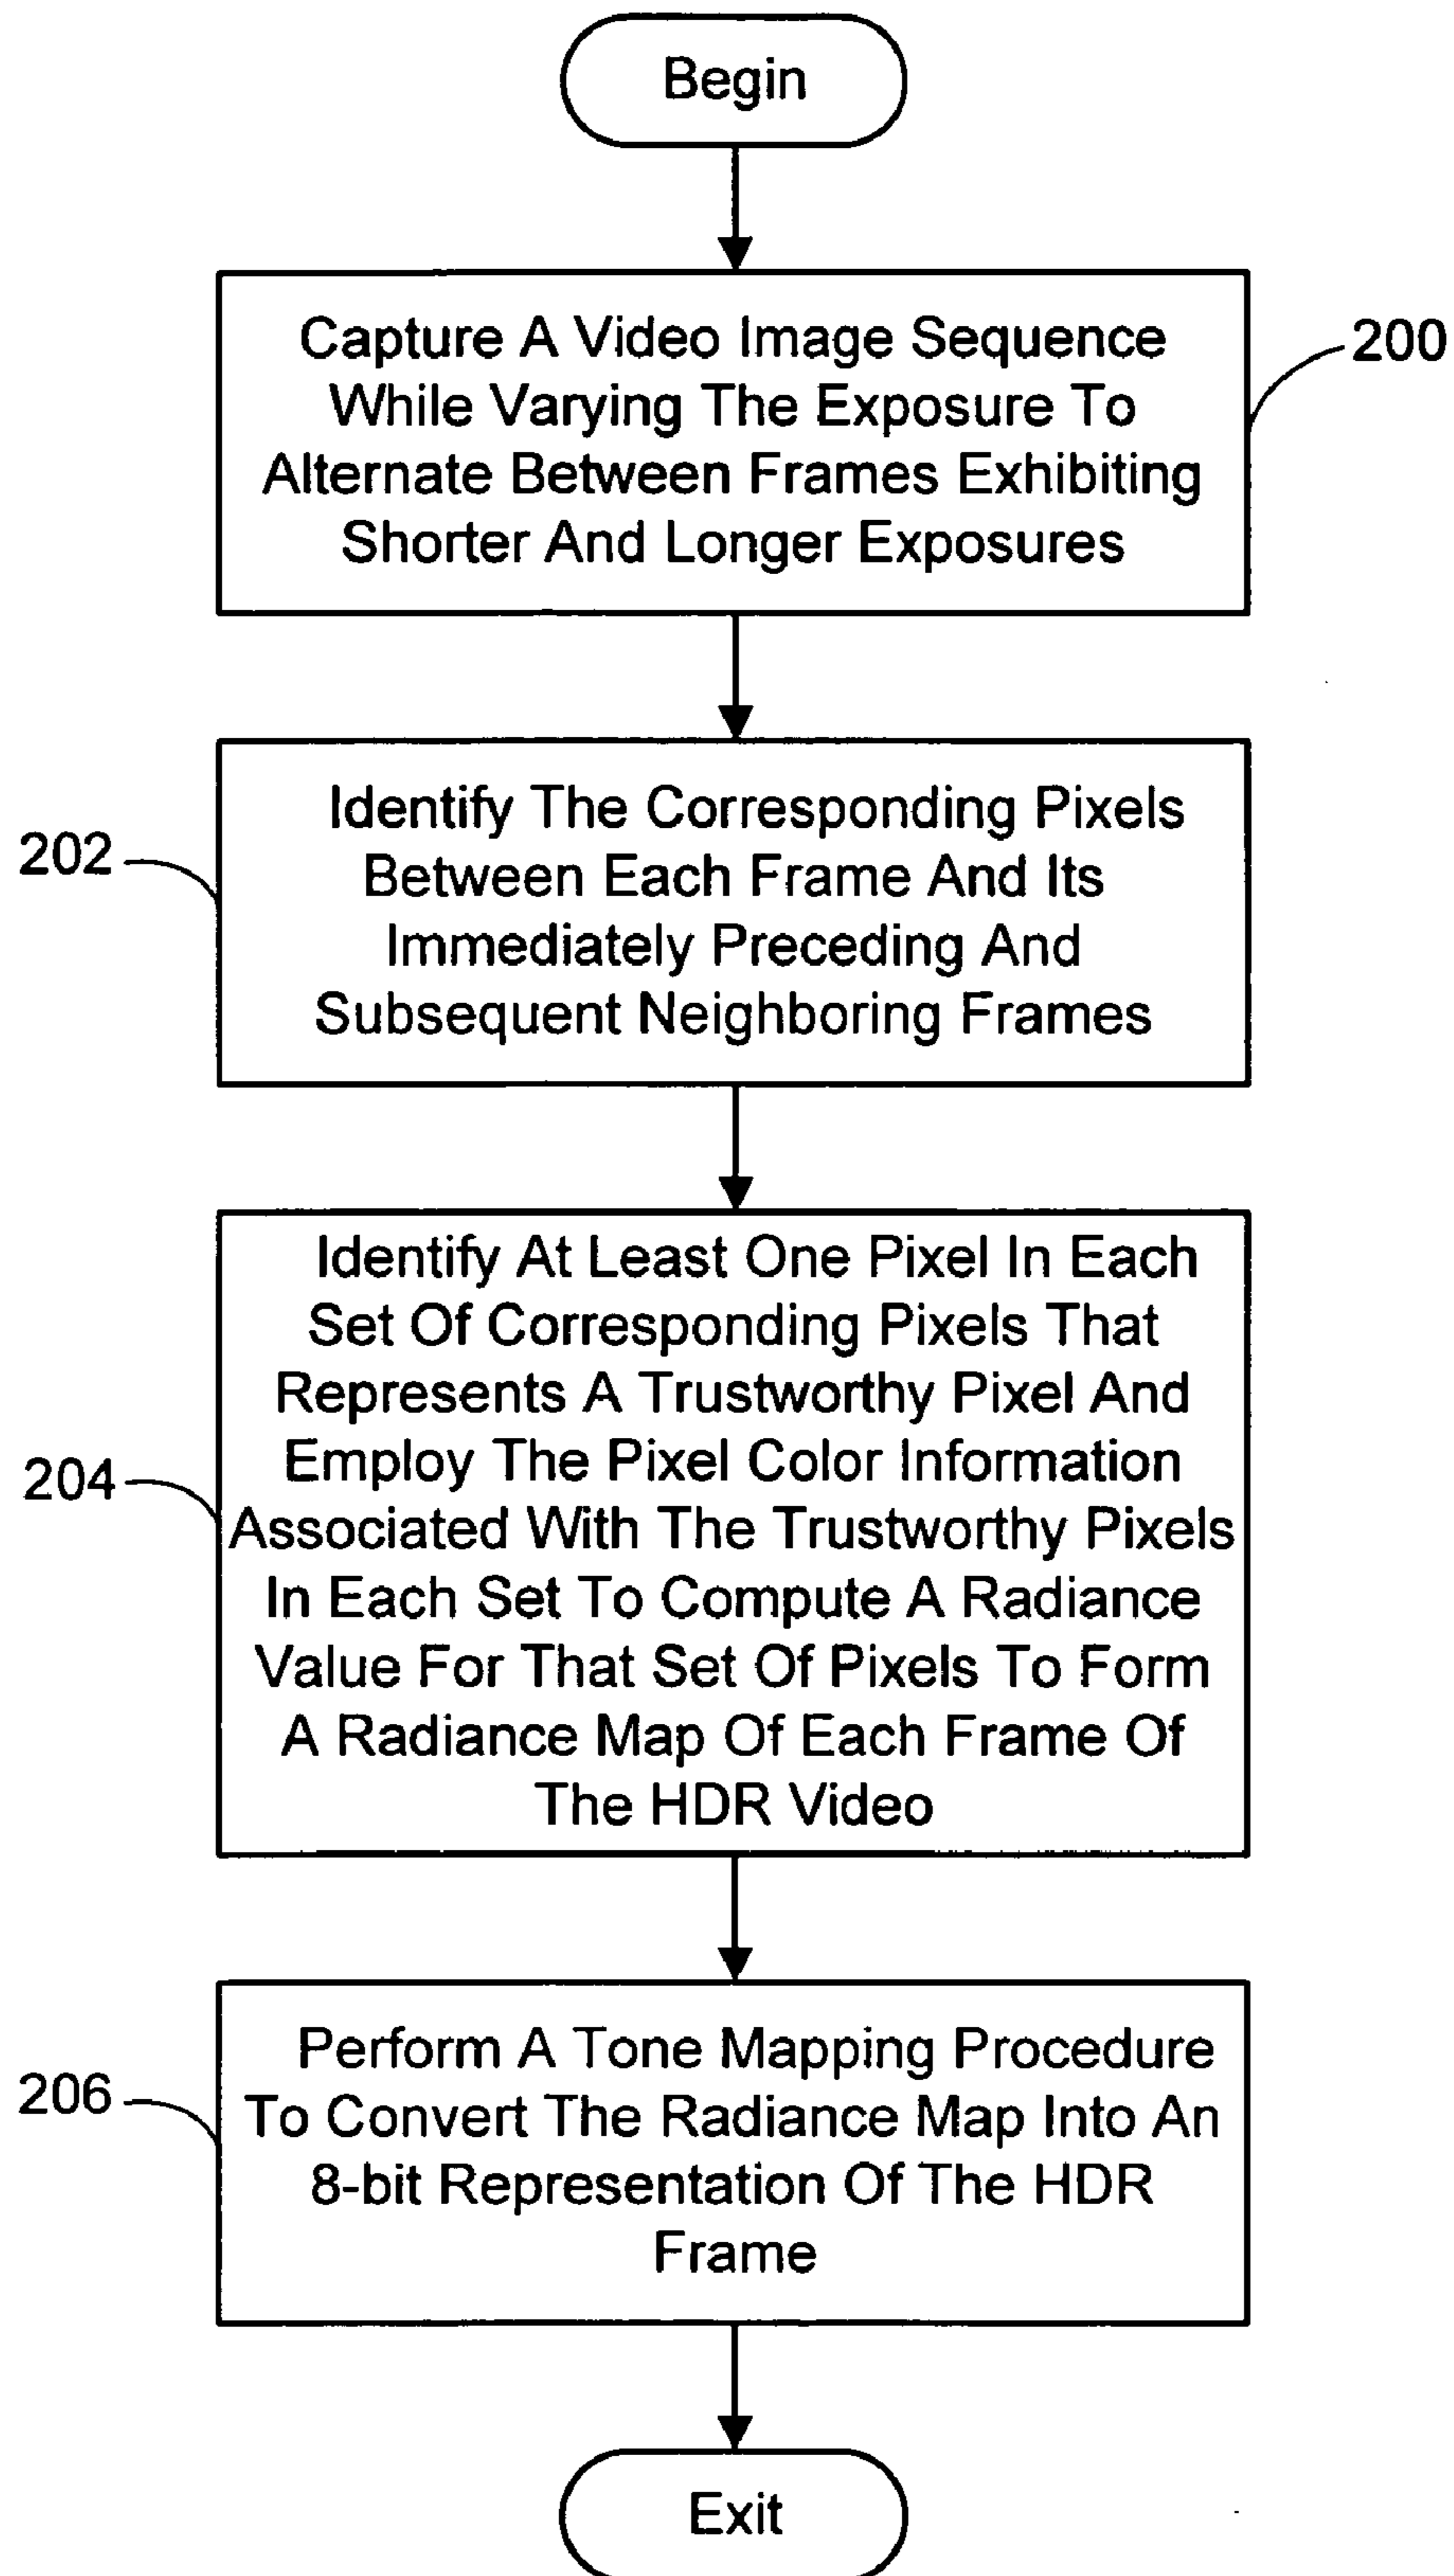 Begin
Capture A Video Image Sequence
While Varying The Exposure To
Alternate Between Frames Exhibiting
Shorter And Longer Exposures
200
Identify The Corresponding Pixels
Between Each Frame And Its
Immediately Preceding And
Subsequent Neighboring Frames
202
Identify At Least One Pixel In Each
Set Of Corresponding Pixels That
Represents A Trustworthy Pixel And
Employ The Pixel Color Information
Associated With The Trustworthy Pixels
In Each Set To Compute A Radiance
Value For That Set Of Pixels To Form
A Radiance Map Of Each Frame Of
The HDR Video
204
Perform A Tone Mapping Procedure
To Convert The Radiance Map Into An
8-bit Representation Of The HDR
Frame
206
Exit